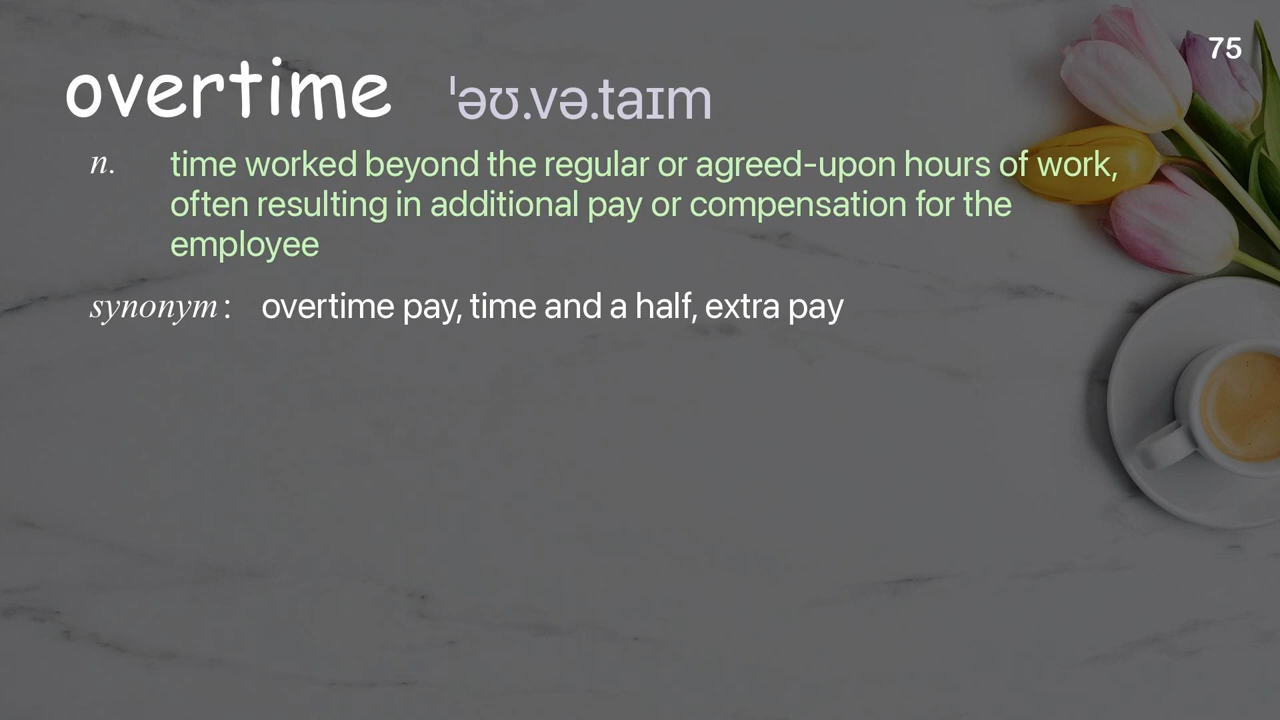 75
overtime ˈəʊ.və.taɪm
n. time worked beyond the regular or agreed-upon hours of work,
often resulting in additional pay or compensation for the
employee
synonym: overtime pay, time and a half, extra pay